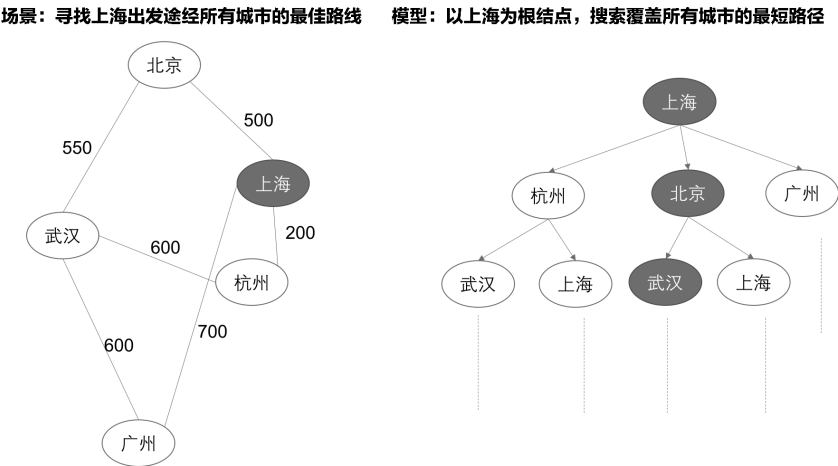 场景：寻找上海出发途经所有城市的最佳路线
北京
500
550
上海
武汉
200
600
杭州
700
600
广州
模型：以上海为根结点，搜索覆盖所有城市的最短路径
上海
杭州
北京
广州
武汉
上海
武汉
上海